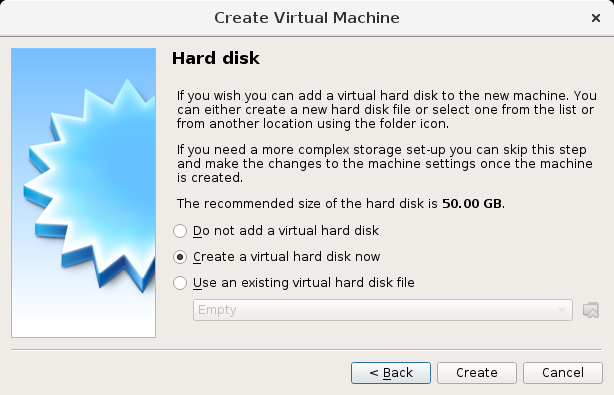 Create Virtual Machine
Hard disk
If you wish you can add a virtual hard disk to the new machine. You
can either create a new hard disk file or select one from the list or
from another location using the folder icon.
If you need a more complex storage set-up you can skip this step
and make the changes to the machine settings once the machine
is created.
The recommended size of the hard disk is 50.00 GB.
Do not add a virtual hard disk
Create a virtual hard disk now
Use an existing virtual hard disk file
Empty
< Back
Create
Cancel